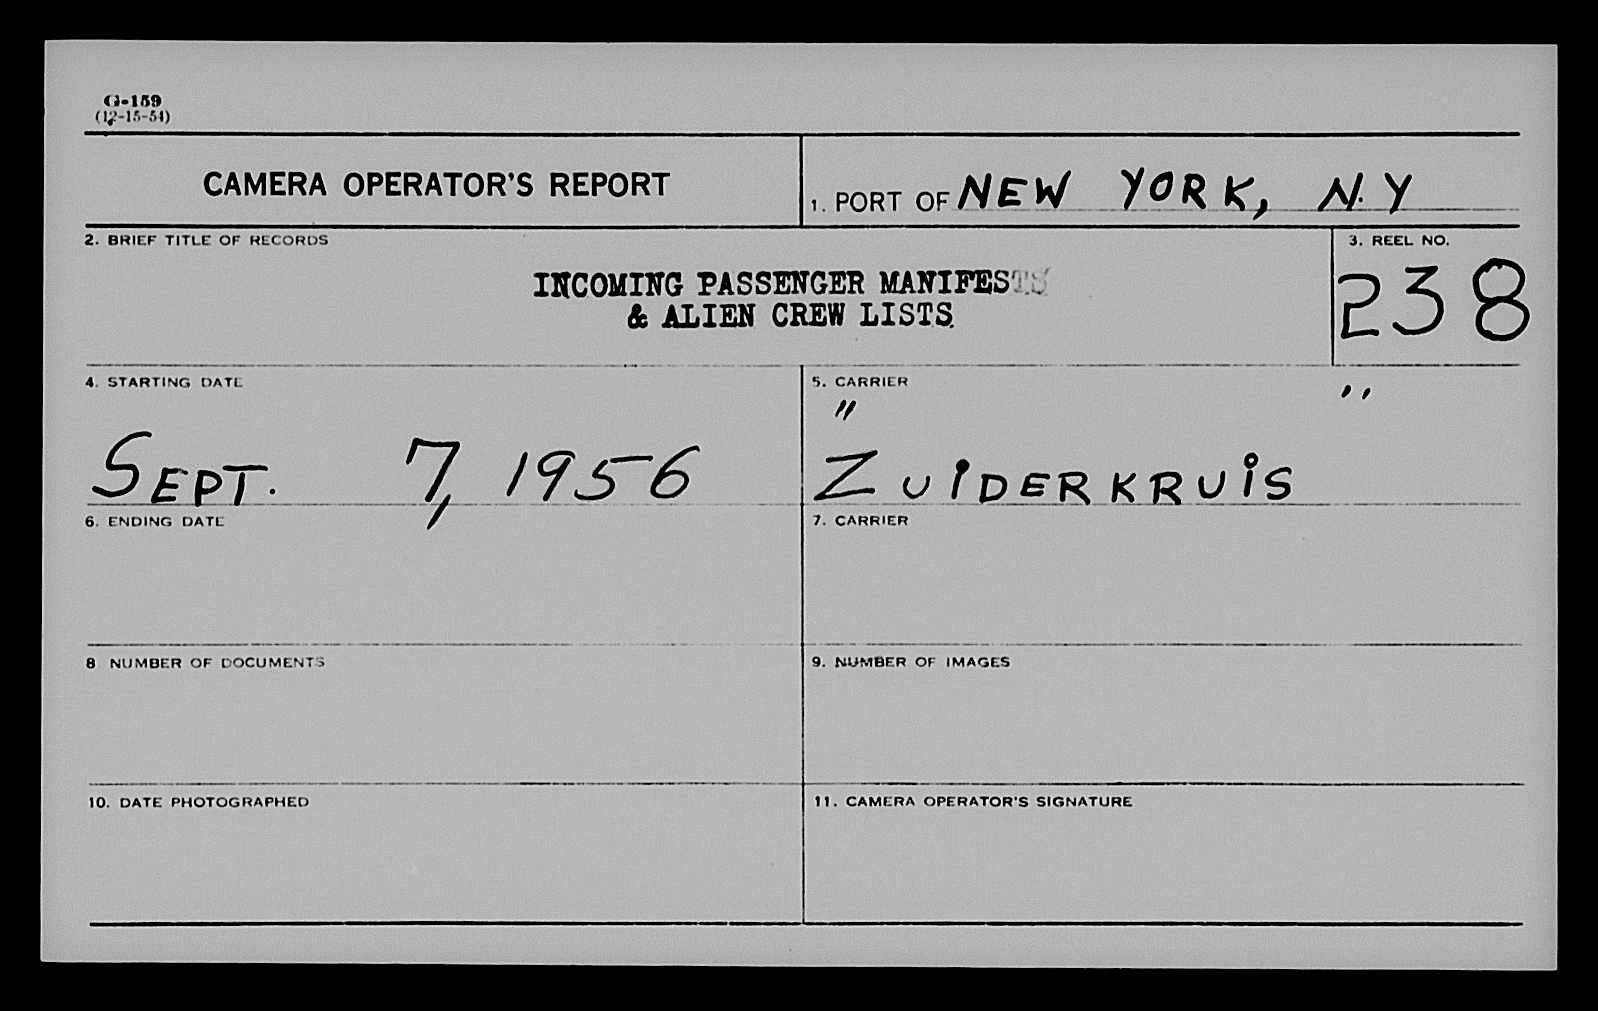 G-159
(12-15-54)
CAMERA OPERATOR'S REPORT
1. PORT OF NEW YORK, N.Y
2. BRIEF TITLE OF RECORDS
INCOMING PASSENGER MANIFESTS
& ALIEN CREW LISTS.
3. REEL NO.
238
4. STARTING DATE
SEPT. 7, 1956
5. CARRIER
" "
ZUIDERKRUIS
6. ENDING DATE
7. CARRIER
8 NUMBER OF DOCUMENTS
9. NUMBER OF IMAGES
10. DATE PHOTOGRAPHED
11. CAMERA OPERATOR'S SIGNATURE